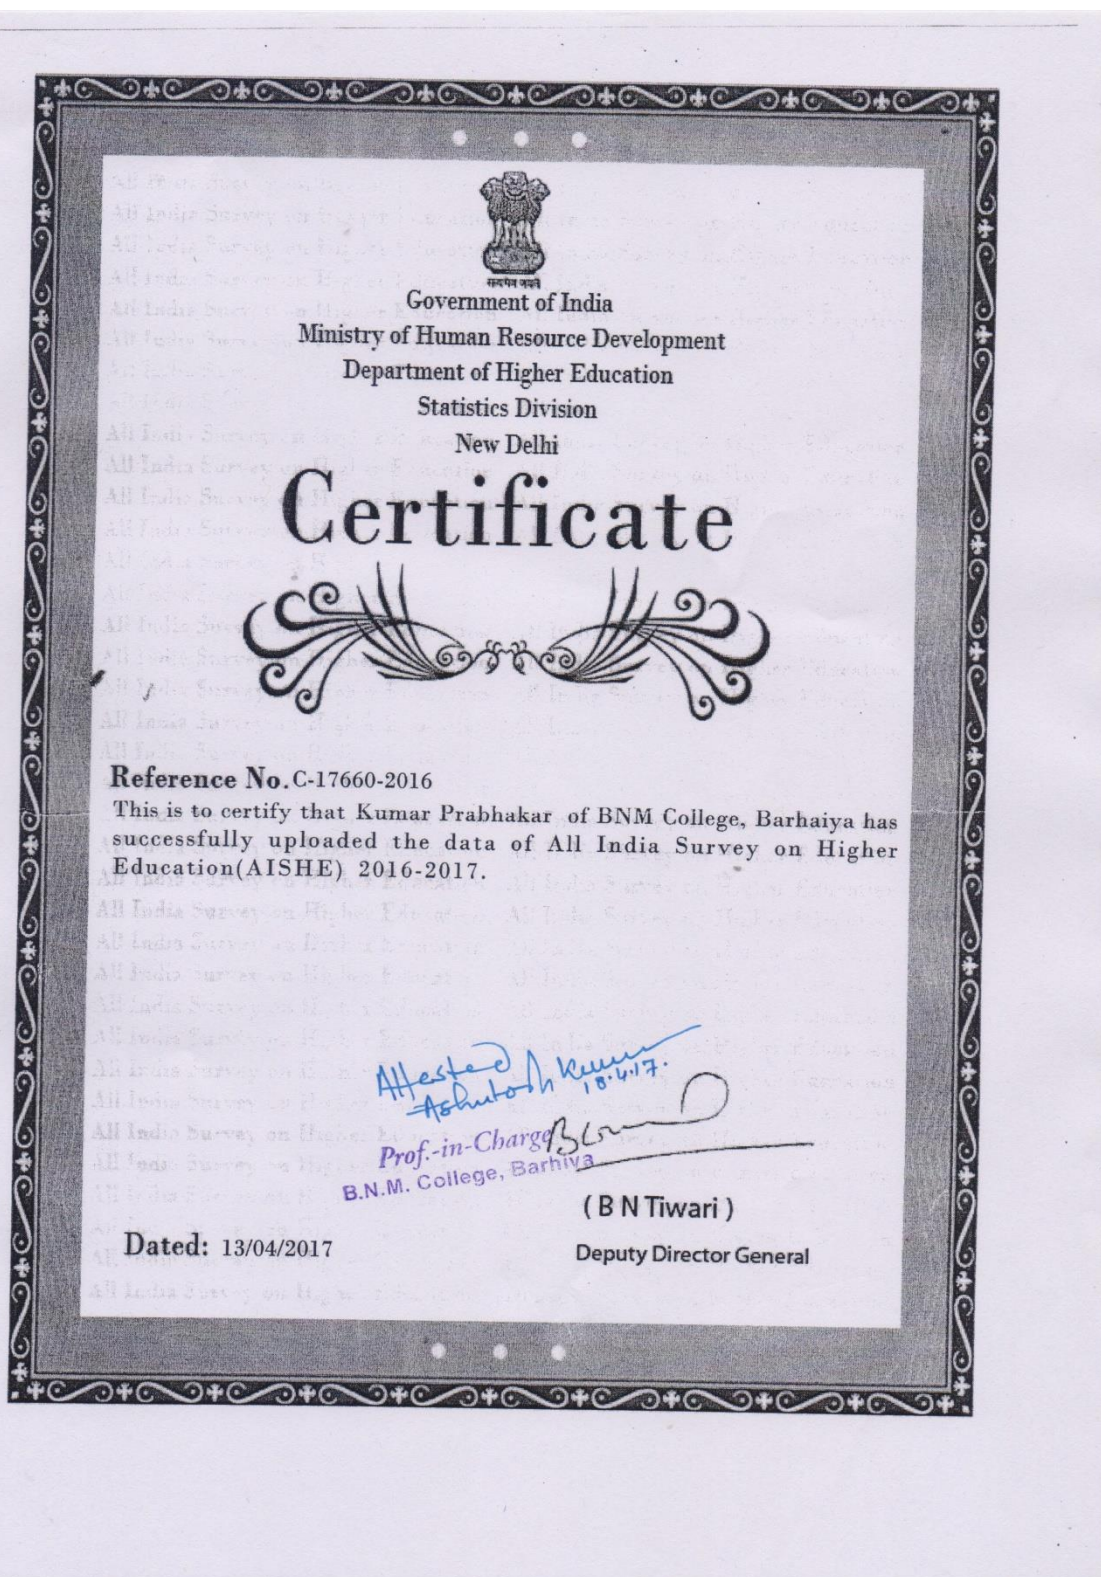 सत्यमेव जयते
Government of India
Ministry of Human Resource Development
Department of Higher Education
Statistics Division
New Delhi
Certificate
Reference No. C-17660-2016
This is to certify that Kumar Prabhakar of BNM College, Barhaiya has
successfully uploaded the data of All India Survey on Higher
Education(AISHE) 2016-2017.
Attested
Ashutosh Kumar
18.4.17.
Prof.-in-Charge
B.N.M. College, Barhiya
( B N Tiwari )
Dated: 13/04/2017
Deputy Director General